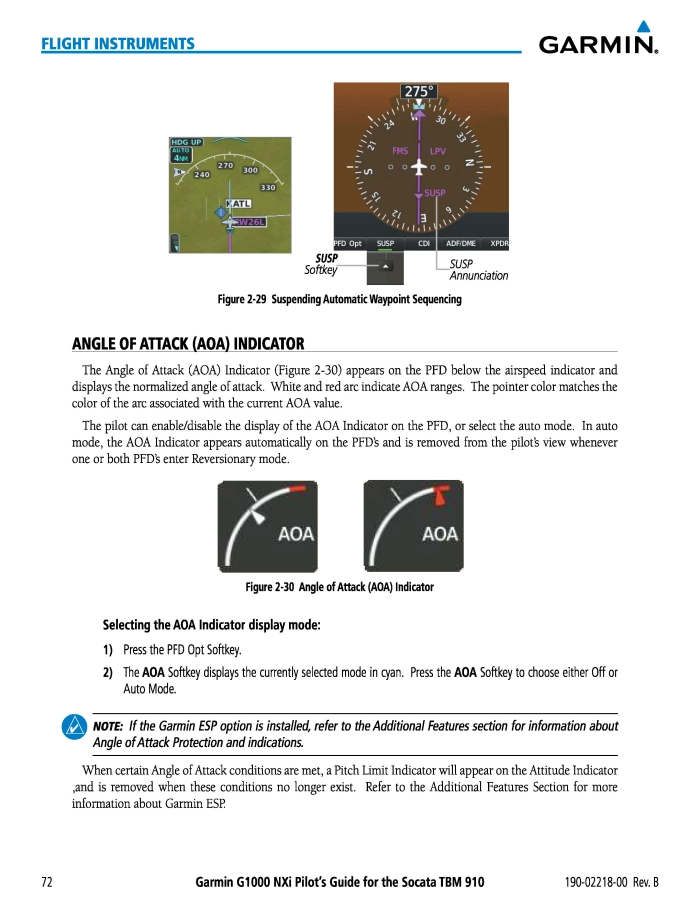 FLIGHT INSTRUMENTS
GARMIN®
HDG UP
AUTO
4NM
240
270
300
330
KATL
RW26L
275°
24
W
30
33
21
N
S
3
15
12
E
6
FMS
LPV
SUSP
PFD Opt SUSP CDI ADF/DME XPDR
SUSP
Softkey
SUSP
Annunciation
Figure 2-29 Suspending Automatic Waypoint Sequencing
ANGLE OF ATTACK (AOA) INDICATOR
The Angle of Attack (AOA) Indicator (Figure 2-30) appears on the PFD below the airspeed indicator and
displays the normalized angle of attack. White and red arc indicate AOA ranges. The pointer color matches the
color of the arc associated with the current AOA value.
The pilot can enable/disable the display of the AOA Indicator on the PFD, or select the auto mode. In auto
mode, the AOA Indicator appears automatically on the PFD's and is removed from the pilot's view whenever
one or both PFD's enter Reversionary mode.
AOA
AOA
Figure 2-30 Angle of Attack (AOA) Indicator
Selecting the AOA Indicator display mode:
1) Press the PFD Opt Softkey.
2) The AOA Softkey displays the currently selected mode in cyan. Press the AOA Softkey to choose either Off or
Auto Mode.
NOTE: If the Garmin ESP option is installed, refer to the Additional Features section for information about
Angle of Attack Protection and indications.
When certain Angle of Attack conditions are met, a Pitch Limit Indicator will appear on the Attitude Indicator
,and is removed when these conditions no longer exist. Refer to the Additional Features Section for more
information about Garmin ESP.
72
Garmin G1000 NXi Pilot's Guide for the Socata TBM 910
190-02218-00 Rev. B